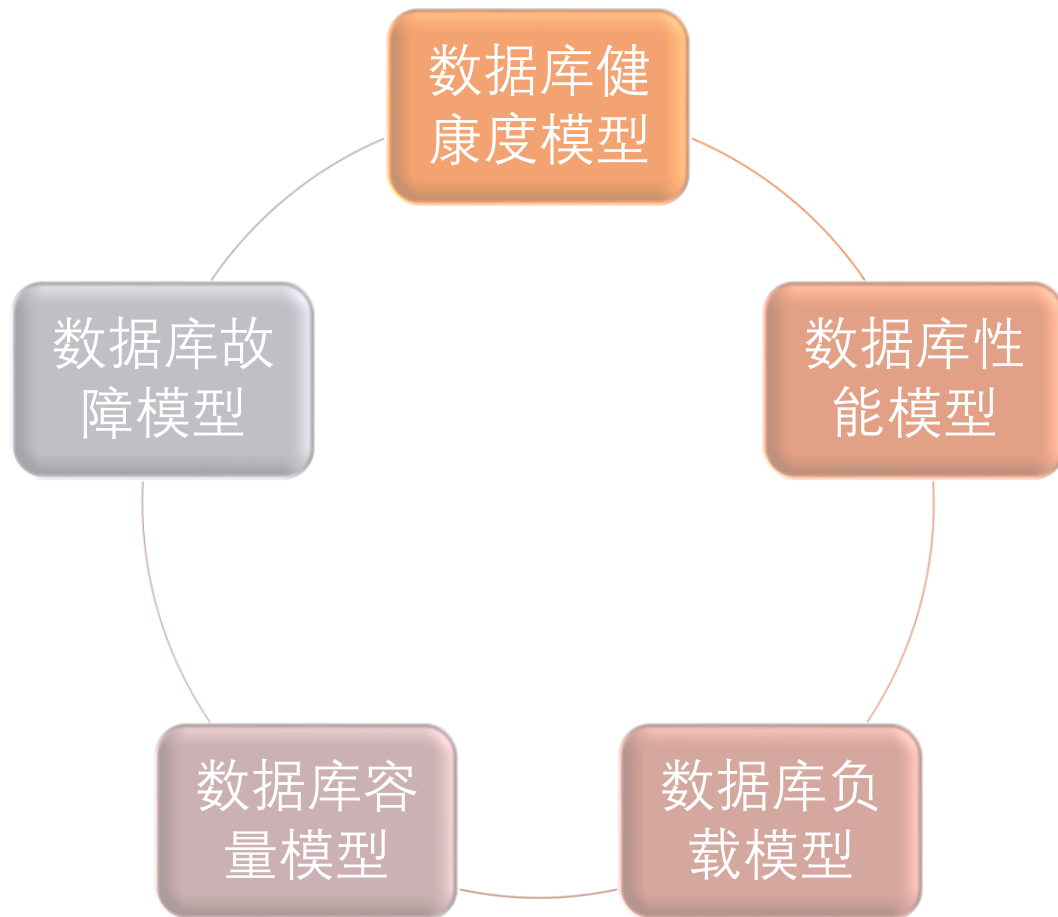 数据库健
康度模型
数据库故
障模型
数据库性
能模型
数据库容
量模型
数据库负
载模型